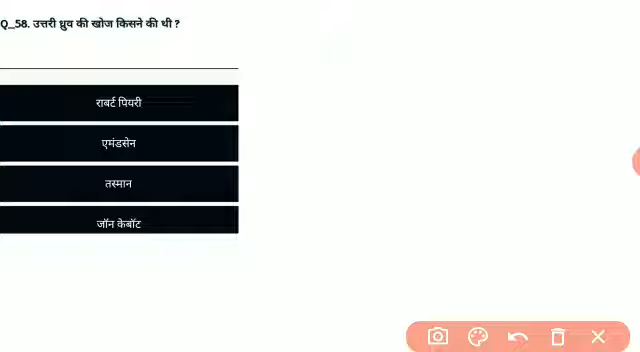 Q_58. उत्तरी ध्रुव की खोज किसने की थी ?
राबर्ट पियरी
एमंडसेन
तस्मान
जॉन केबॉट